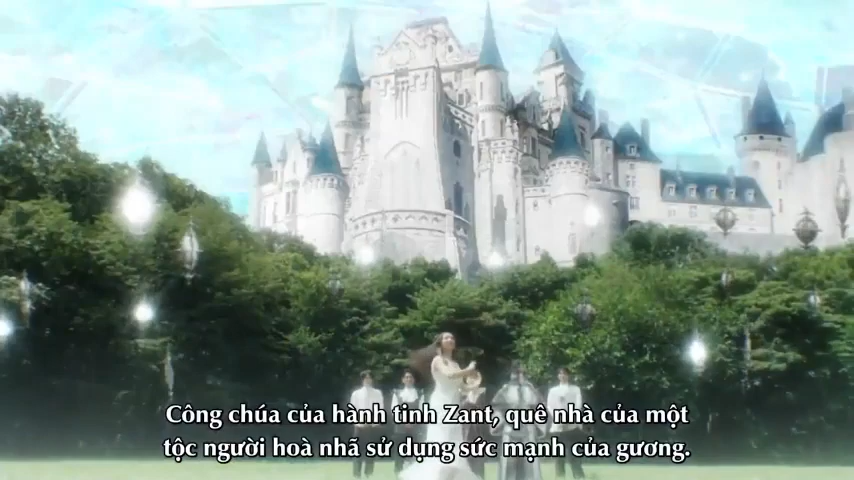 Công chúa của hành tinh Zant, quê nhà của một
tộc người hoà nhã sử dụng sức mạnh của gương.